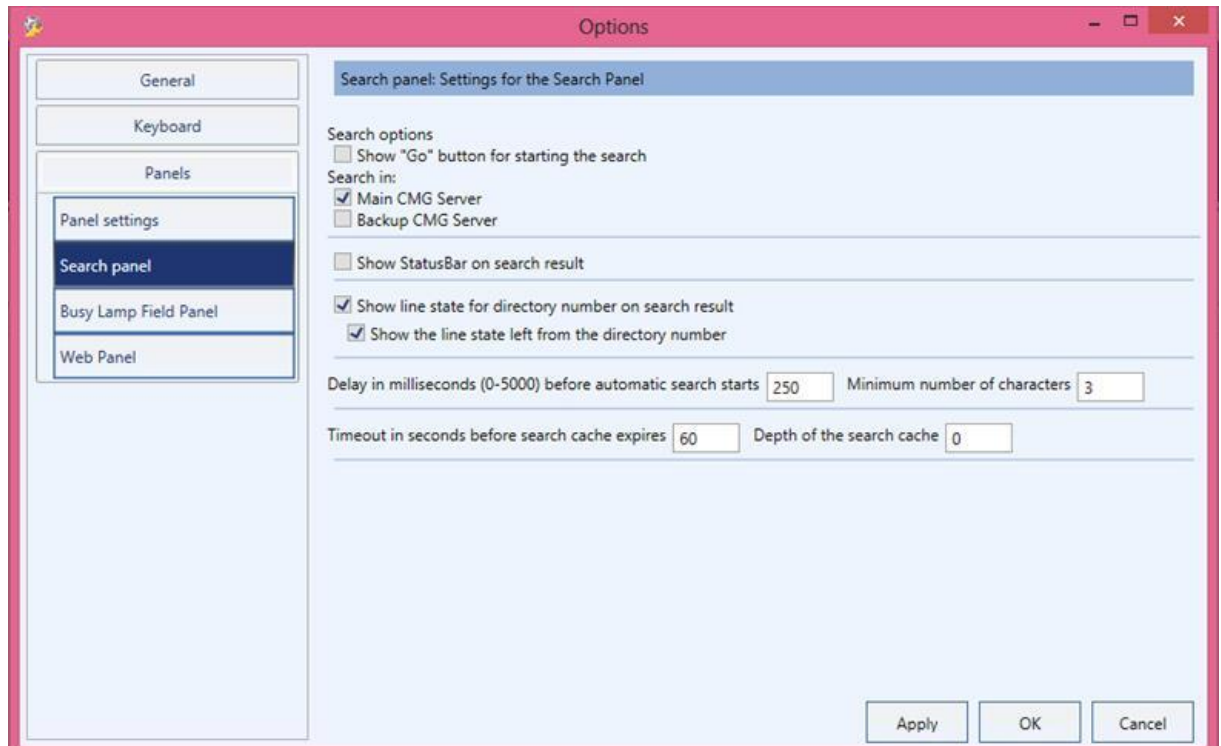 Options
General
Keyboard
Panels
Panel settings
Search panel
Busy Lamp Field Panel
Web Panel
Search panel: Settings for the Search Panel
Search options
Show "Go" button for starting the search
Search in:
Main CMG Server
Backup CMG Server
Show StatusBar on search result
Show line state for directory number on search result
Show the line state left from the directory number
Delay in milliseconds (0-5000) before automatic search starts 250 Minimum number of characters 3
Timeout in seconds before search cache expires 60 Depth of the search cache 0
Apply OK Cancel